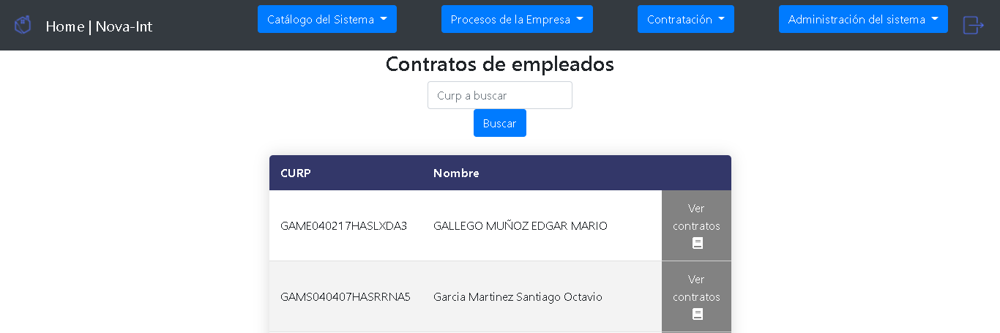 Home | Nova-Int
Catálogo del Sistema
Procesos de la Empresa
Contratación
Administración del sistema
Contratos de empleados
Curp a buscar
Buscar
CURP Nombre
GAME040217HASLXDA3 GALLEGO MUÑOZ EDGAR MARIO
Ver
contratos
GAMS040407HASRRNA5 Garcia Martinez Santiago Octavio
Ver
contratos